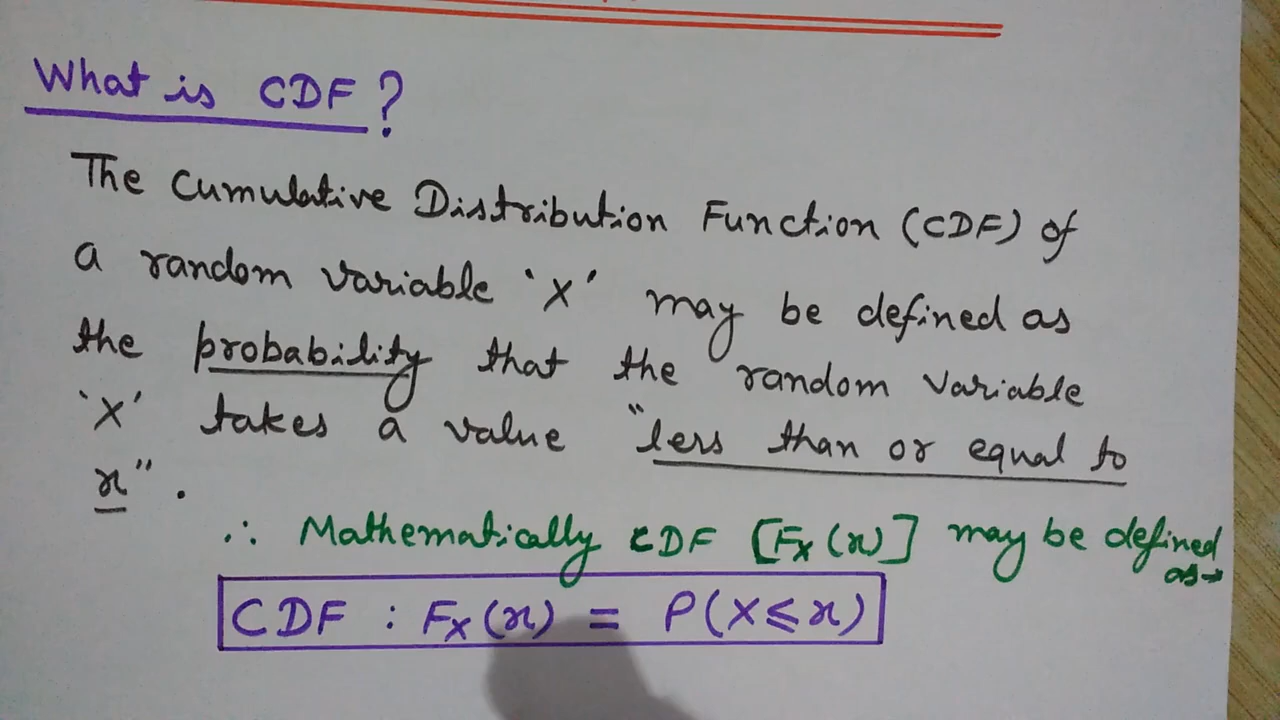 What is CDF?
The Cumulative Distribution Function (CDF) of
a random variable 'X' may be defined as
the probability that the random variable
'X' takes a value "less than or equal to
x".
∴ Mathematically CDF [Fx(x)] may be defined
as→
CDF : Fx(x) = P(X≤x)